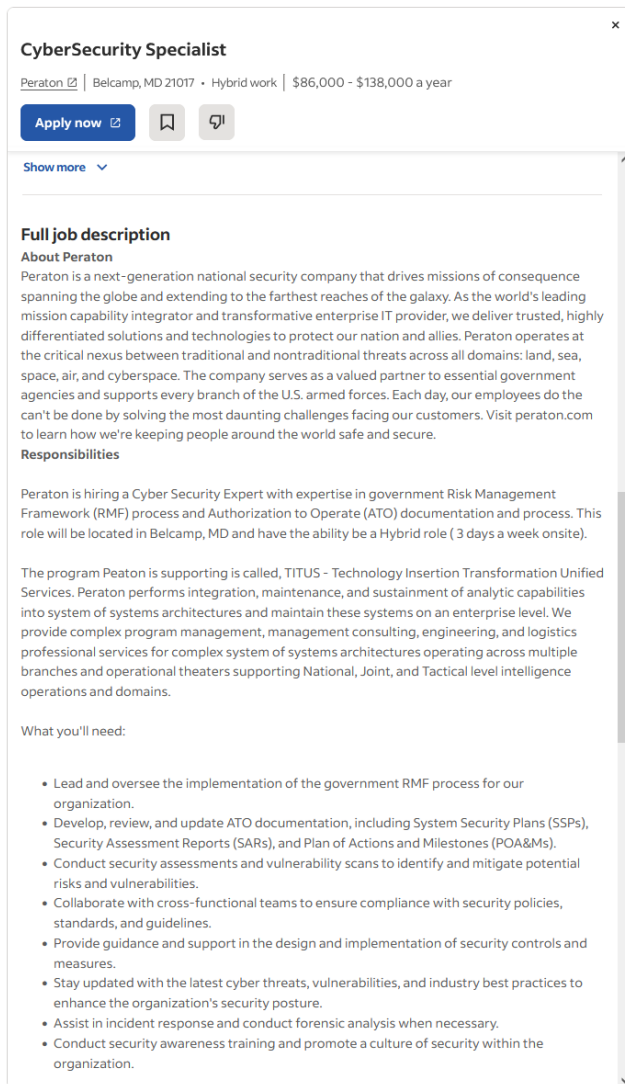 ×
CyberSecurity Specialist
Peraton | Belcamp, MD 21017 • Hybrid work | $86,000 - $138,000 a year
Apply now
Show more
Full job description
About Peraton
Peraton is a next-generation national security company that drives missions of consequence
spanning the globe and extending to the farthest reaches of the galaxy. As the world's leading
mission capability integrator and transformative enterprise IT provider, we deliver trusted, highly
differentiated solutions and technologies to protect our nation and allies. Peraton operates at
the critical nexus between traditional and nontraditional threats across all domains: land, sea,
space, air, and cyberspace. The company serves as a valued partner to essential government
agencies and supports every branch of the U.S. armed forces. Each day, our employees do the
can't be done by solving the most daunting challenges facing our customers. Visit peraton.com
to learn how we're keeping people around the world safe and secure.
Responsibilities
Peraton is hiring a Cyber Security Expert with expertise in government Risk Management
Framework (RMF) process and Authorization to Operate (ATO) documentation and process. This
role will be located in Belcamp, MD and have the ability be a Hybrid role ( 3 days a week onsite).
The program Peaton is supporting is called, TITUS - Technology Insertion Transformation Unified
Services. Peraton performs integration, maintenance, and sustainment of analytic capabilities
into system of systems architectures and maintain these systems on an enterprise level. We
provide complex program management, management consulting, engineering, and logistics
professional services for complex system of systems architectures operating across multiple
branches and operational theaters supporting National, Joint, and Tactical level intelligence
operations and domains.
What you'll need:
• Lead and oversee the implementation of the government RMF process for our
organization.
• Develop, review, and update ATO documentation, including System Security Plans (SSPs),
Security Assessment Reports (SARs), and Plan of Actions and Milestones (POA&Ms).
• Conduct security assessments and vulnerability scans to identify and mitigate potential
risks and vulnerabilities.
• Collaborate with cross-functional teams to ensure compliance with security policies,
standards, and guidelines.
• Provide guidance and support in the design and implementation of security controls and
measures.
• Stay updated with the latest cyber threats, vulnerabilities, and industry best practices to
enhance the organization's security posture.
• Assist in incident response and conduct forensic analysis when necessary.
• Conduct security awareness training and promote a culture of security within the
organization.